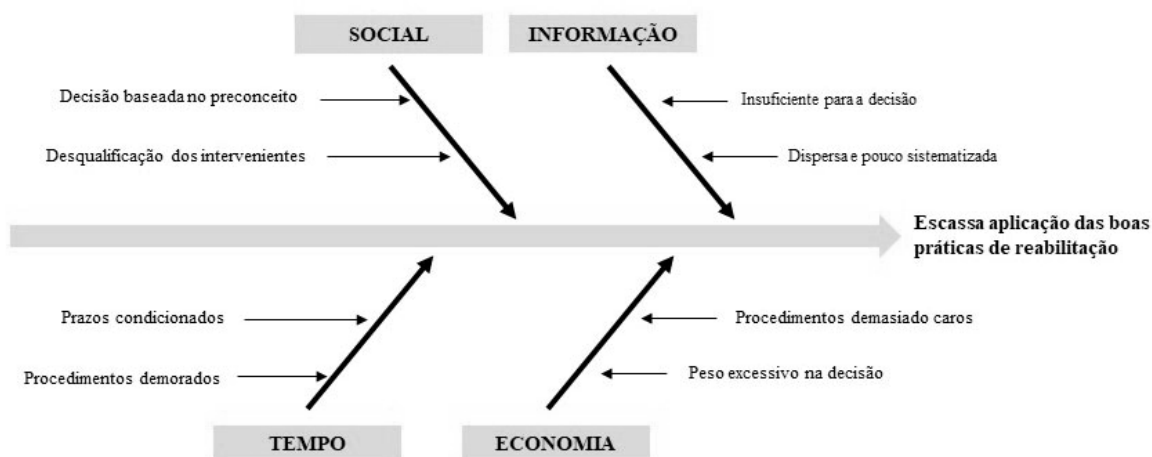 SOCIAL
INFORMAÇÃO
Decisão baseada no preconceito
Insuficiente para a decisão
Desqualificação dos intervenientes
Dispersa e pouco sistematizada
Escassa aplicação das boas
práticas de reabilitação
Prazos condicionados
Procedimentos demasiado caros
Procedimentos demorados
Peso excessivo na decisão
TEMPO
ECONOMIA